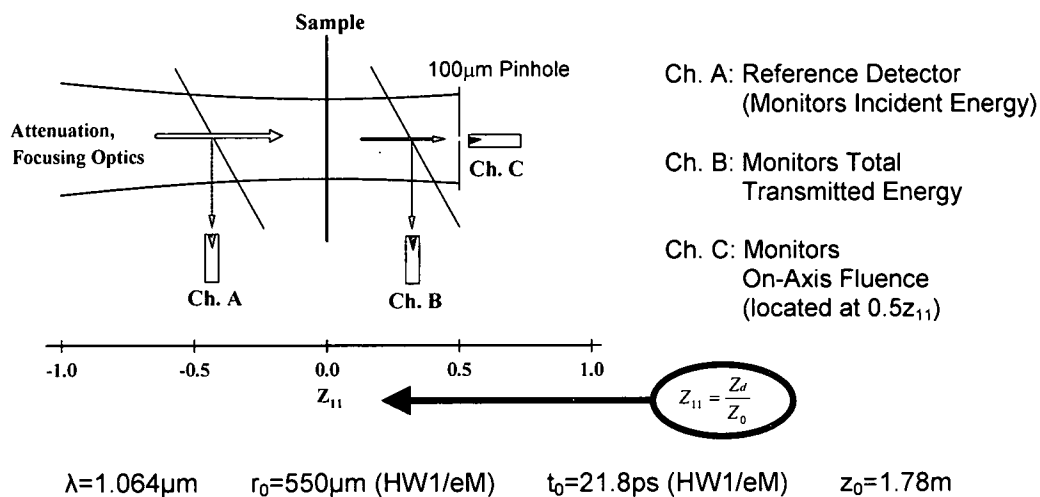 Sample
100μm Pinhole
Attenuation,
Focusing Optics
Ch. C
Ch. A
Ch. B
Ch. A: Reference Detector
(Monitors Incident Energy)
Ch. B: Monitors Total
Transmitted Energy
Ch. C: Monitors
On-Axis Fluence
(located at 0.5z₁₁)
-1.0 -0.5 0.0 0.5 1.0
Z₁₁
Z₁₁ = Z_d / Z₀
λ=1.064μm r₀=550μm (HW1/eM) t₀=21.8ps (HW1/eM) z₀=1.78m